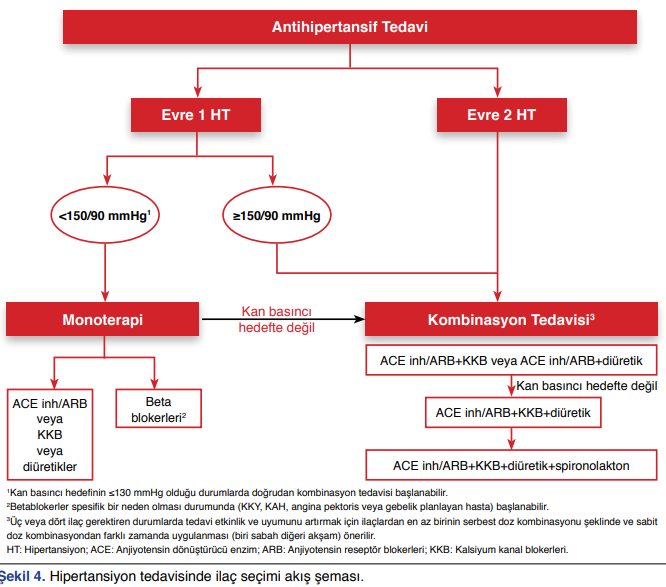 Antihipertansif Tedavi
Evre 1 HT
Evre 2 HT
<150/90 mmHg¹
≥150/90 mmHg
Monoterapi
Kan basıncı
hedefte değil
Kombinasyon Tedavisi³
ACE inh/ARB
veya
KKB
veya
diüretikler
Beta
blokerleri²
ACE inh/ARB+KKB veya ACE inh/ARB+diüretik
Kan basıncı hedefte değil
ACE inh/ARB+KKB+diüretik
ACE inh/ARB+KKB+diüretik+spironolakton
¹Kan basıncı hedefinin ≤130 mmHg olduğu durumlarda doğrudan kombinasyon tedavisi başlanabilir.
²Betablokerler spesifik bir neden olması durumunda (KKY, KAH, angina pektoris veya gebelik planlayan hasta) başlanabilir.
³Üç veya dört ilaç gerektiren durumlarda tedavi etkinlik ve uyumunu artırmak için ilaçlardan en az birinin serbest doz kombinasyonu şeklinde ve sabit
doz kombinasyondan farklı zamanda uygulanması (biri sabah diğeri akşam) önerilir.
HT: Hipertansiyon; ACE: Anjiyotensin dönüştürücü enzim; ARB: Anjiyotensin reseptör blokerleri; KKB: Kalsiyum kanal blokerleri.
Şekil 4. Hipertansiyon tedavisinde ilaç seçimi akış şeması.